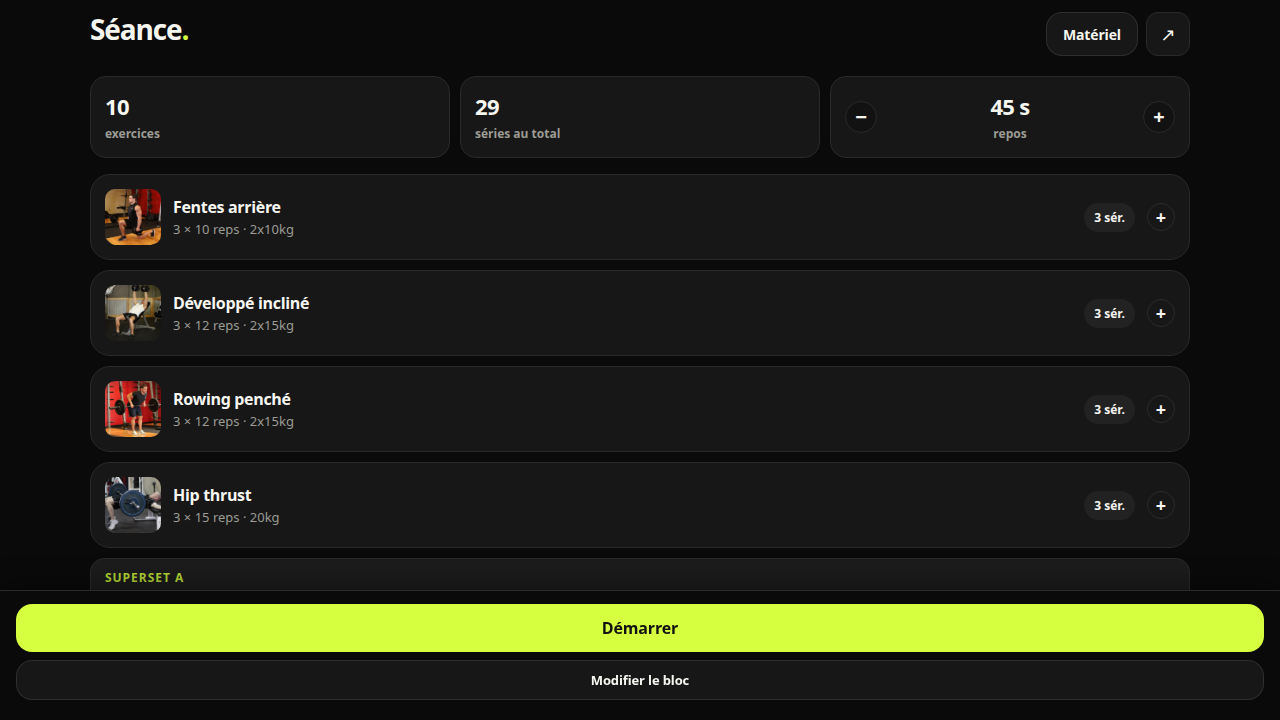 Séance.
Matériel
↗
10
exercices
29
séries au total
−
45 s
repos
+
Fentes arrière
3 × 10 reps · 2x10kg
3 sér.
+
Développé incliné
3 × 12 reps · 2x15kg
3 sér.
+
Rowing penché
3 × 12 reps · 2x15kg
3 sér.
+
Hip thrust
3 × 15 reps · 20kg
3 sér.
+
SUPERSET A
Démarrer
Modifier le bloc